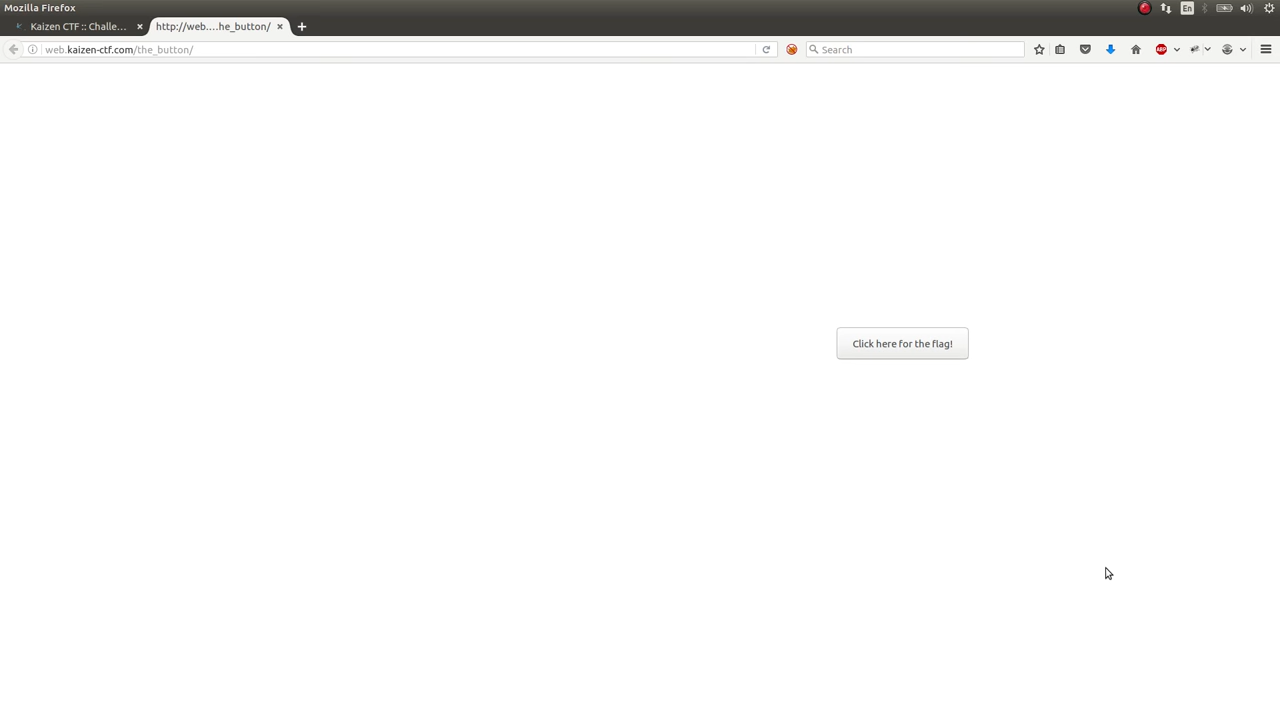 Mozilla Firefox
En
Kaizen CTF :: Challe...
http://web....he_button/
web.kaizen-ctf.com/the_button/
Search
ABP
Click here for the flag!